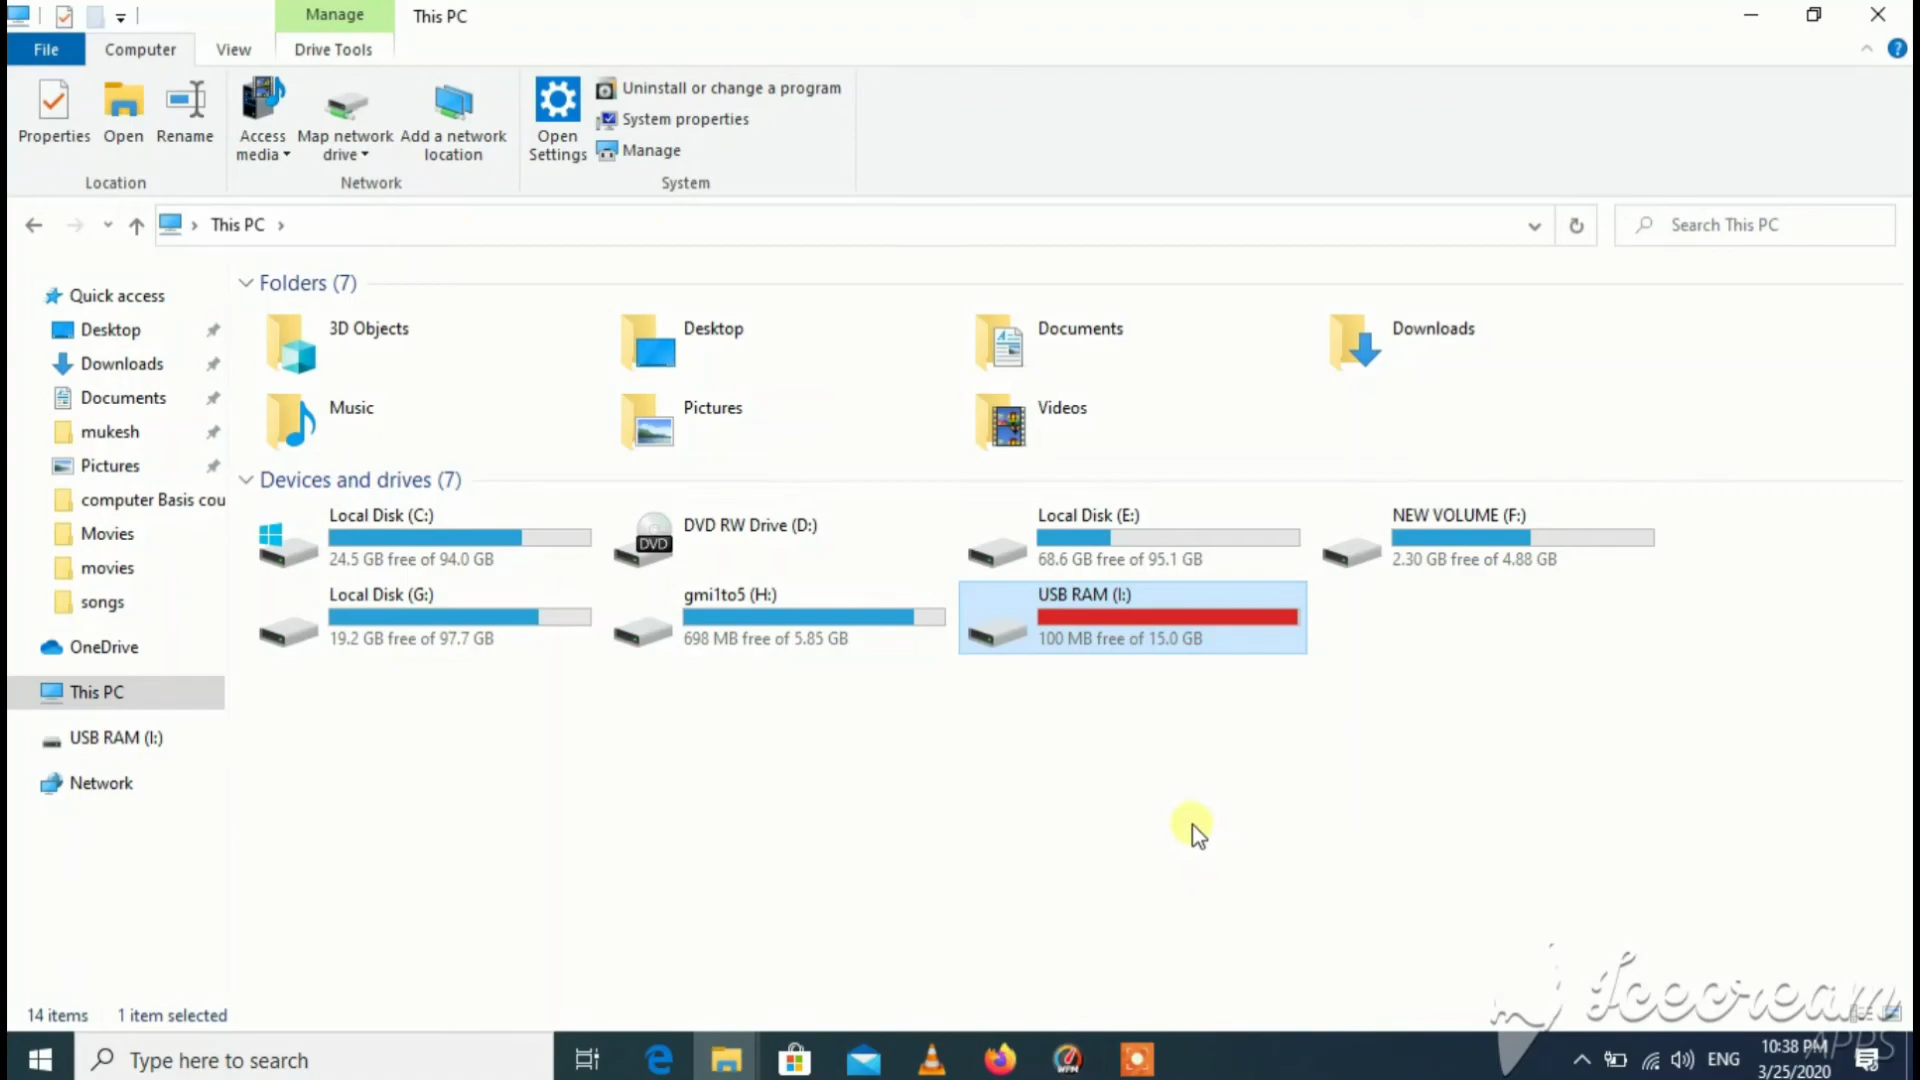 Manage
This PC
File
Computer
View
Drive Tools
Properties
Open
Rename
Access media
Map network drive
Add a network location
Open Settings
Uninstall or change a program
System properties
Manage
Location
Network
System
This PC
Search This PC
Quick access
Desktop
Downloads
Documents
mukesh
Pictures
computer Basis cou
Movies
movies
songs
OneDrive
This PC
USB RAM (I:)
Network
Folders (7)
3D Objects
Desktop
Documents
Downloads
Music
Pictures
Videos
Devices and drives (7)
Local Disk (C:)
24.5 GB free of 94.0 GB
DVD RW Drive (D:)
DVD
Local Disk (E:)
68.6 GB free of 95.1 GB
NEW VOLUME (F:)
2.30 GB free of 4.88 GB
Local Disk (G:)
19.2 GB free of 97.7 GB
gmi1to5 (H:)
698 MB free of 5.85 GB
USB RAM (I:)
100 MB free of 15.0 GB
14 items
1 item selected
Icecream
APPS
Type here to search
ENG
10:38 PM
3/25/2020